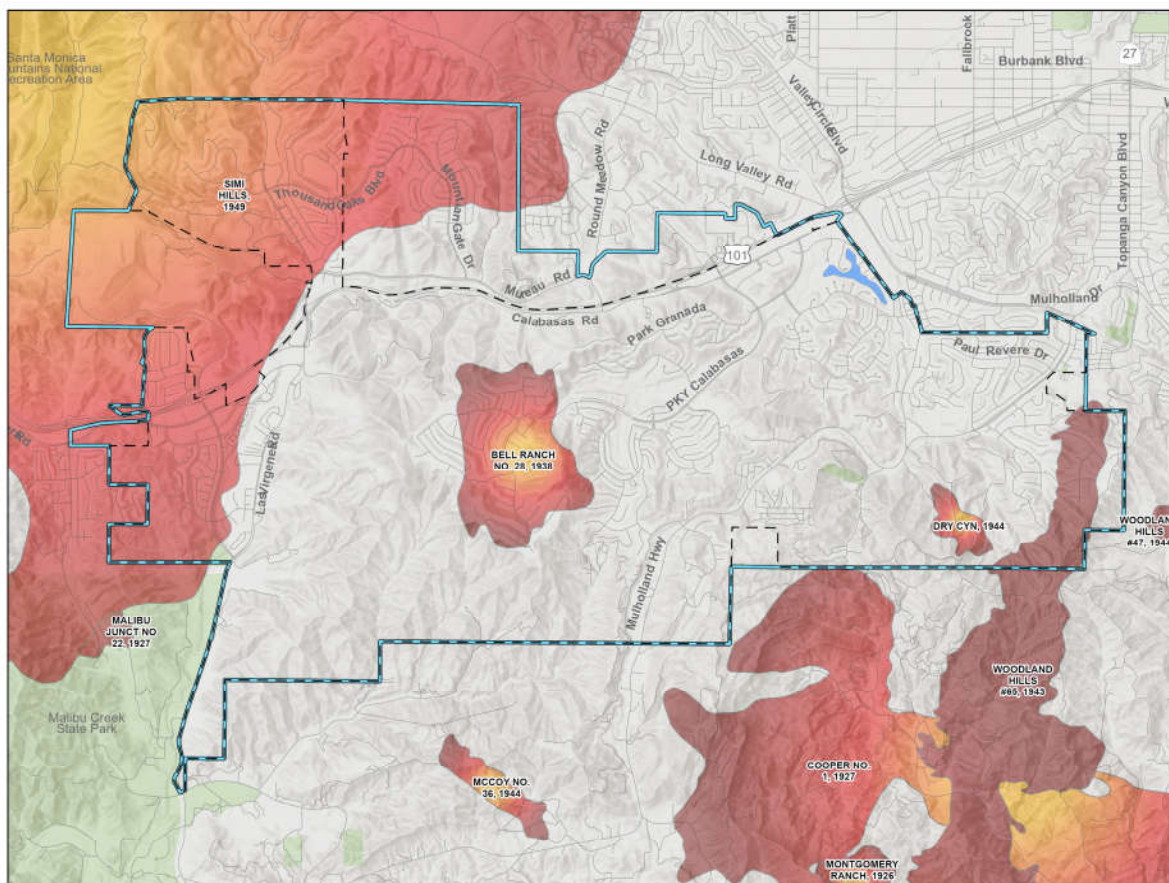 Santa Monica
untains National
ecreation Area
Platt
Fallbrook
Burbank Blvd
27
Valley Circle Blvd
Topanga Canyon Blvd
Round Meadow Rd
Long Valley Rd
SIMI
HILLS,
1949
Thousand Oaks Blvd
Mountain Gate Dr
101
Mureau Rd
Calabasas Rd
Park Granada
Mulholland Dr
Paul Revere Dr
PKY Calabasas
Las Virgenes Rd
BELL RANCH
NO. 28, 1938
DRY CYN, 1944
WOODLAN
HILLS
#47, 1944
Mulholland Hwy
MALIBU
JUNCT NO
22, 1927
WOODLAND
HILLS
#65, 1943
Malibu Creek
State Park
MCCOY NO.
36, 1944
COOPER NO.
1, 1927
MONTGOMERY
RANCH, 1926